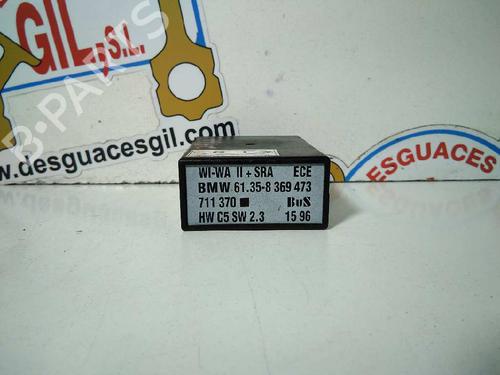 GIL, S.L.
B-PARTS
www.desguacesgil.com
DESGUACES
WI-WA II + SRA ECE
BMW 61.35-8 369 473
711 370 ■ BuS
HW C5 SW 2.3 15 96